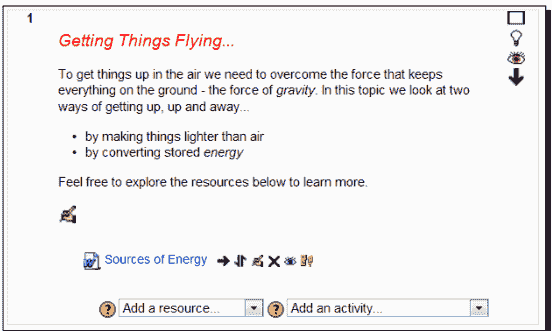 1
Getting Things Flying...
To get things up in the air we need to overcome the force that keeps
everything on the ground - the force of gravity. In this topic we look at two
ways of getting up, up and away...
• by making things lighter than air
• by converting stored energy
Feel free to explore the resources below to learn more.
Sources of Energy
Add a resource... Add an activity...